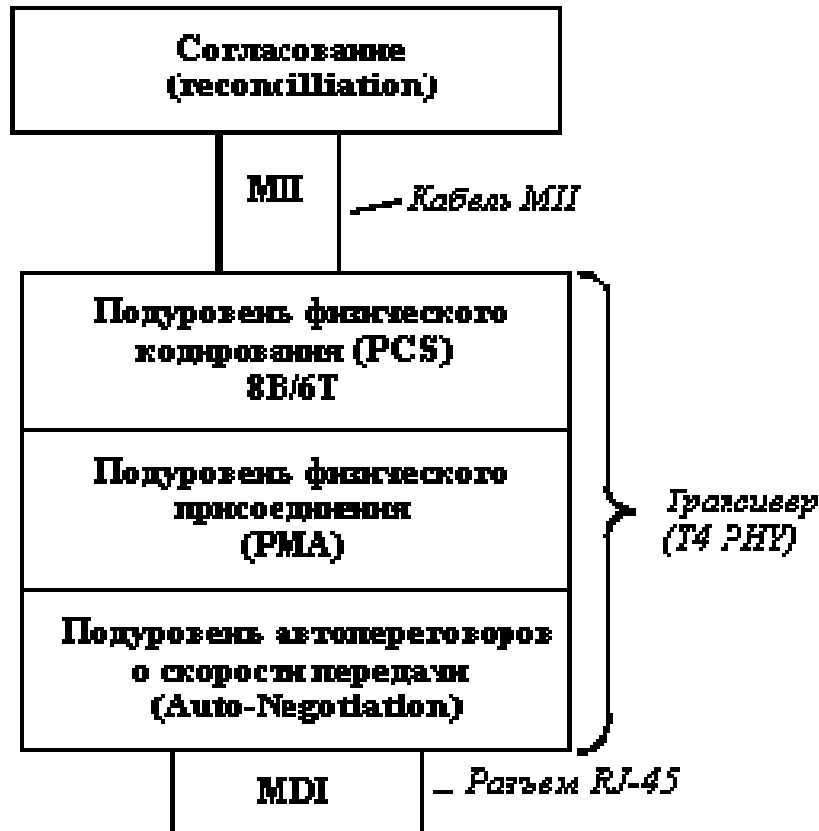 Согласование
(reconcilliation)
MII
Кабель MII
Подуровень физического
кодирования (PCS)
8B/6T
Подуровень физического
присоединения
(PMA)
Трансивер
(T4 PHY)
Подуровень автопереговоров
о скорости передачи
(Auto-Negotiation)
MDI
Разъем RJ-45